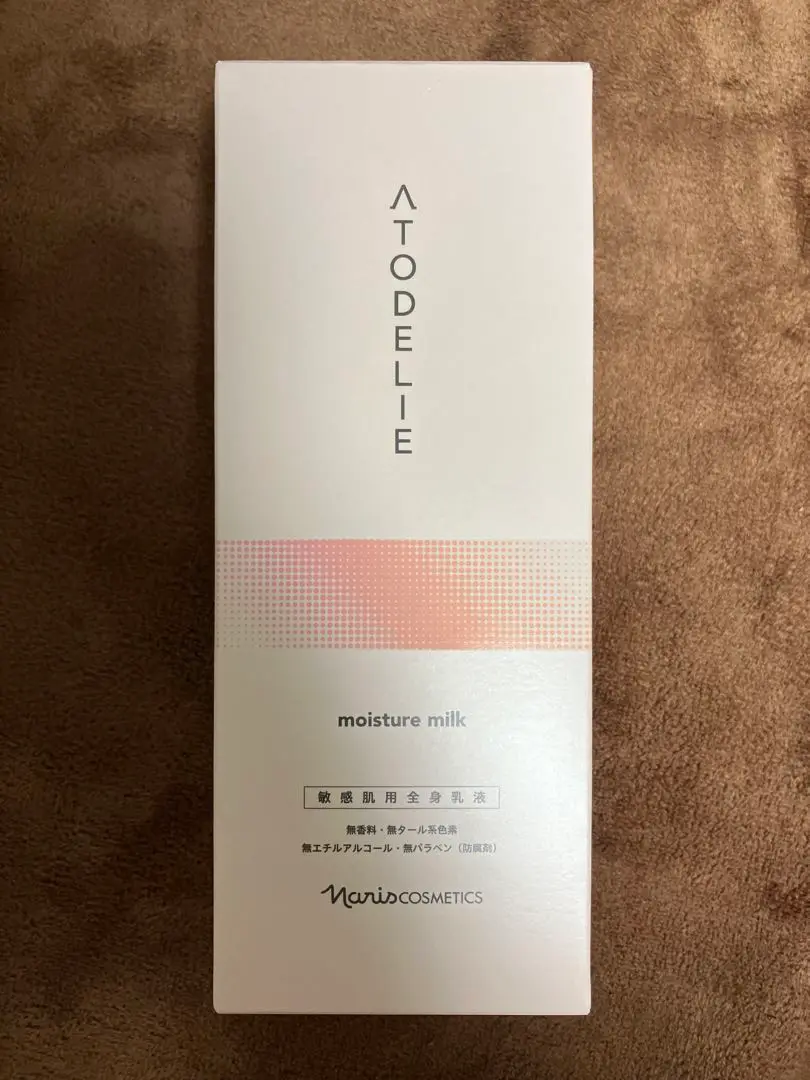 ATODELIE
moisture milk
敏感肌用全身乳液
無香料・無タール系色素
無エチルアルコール・無パラベン（防腐剤）
Naris COSMETICS